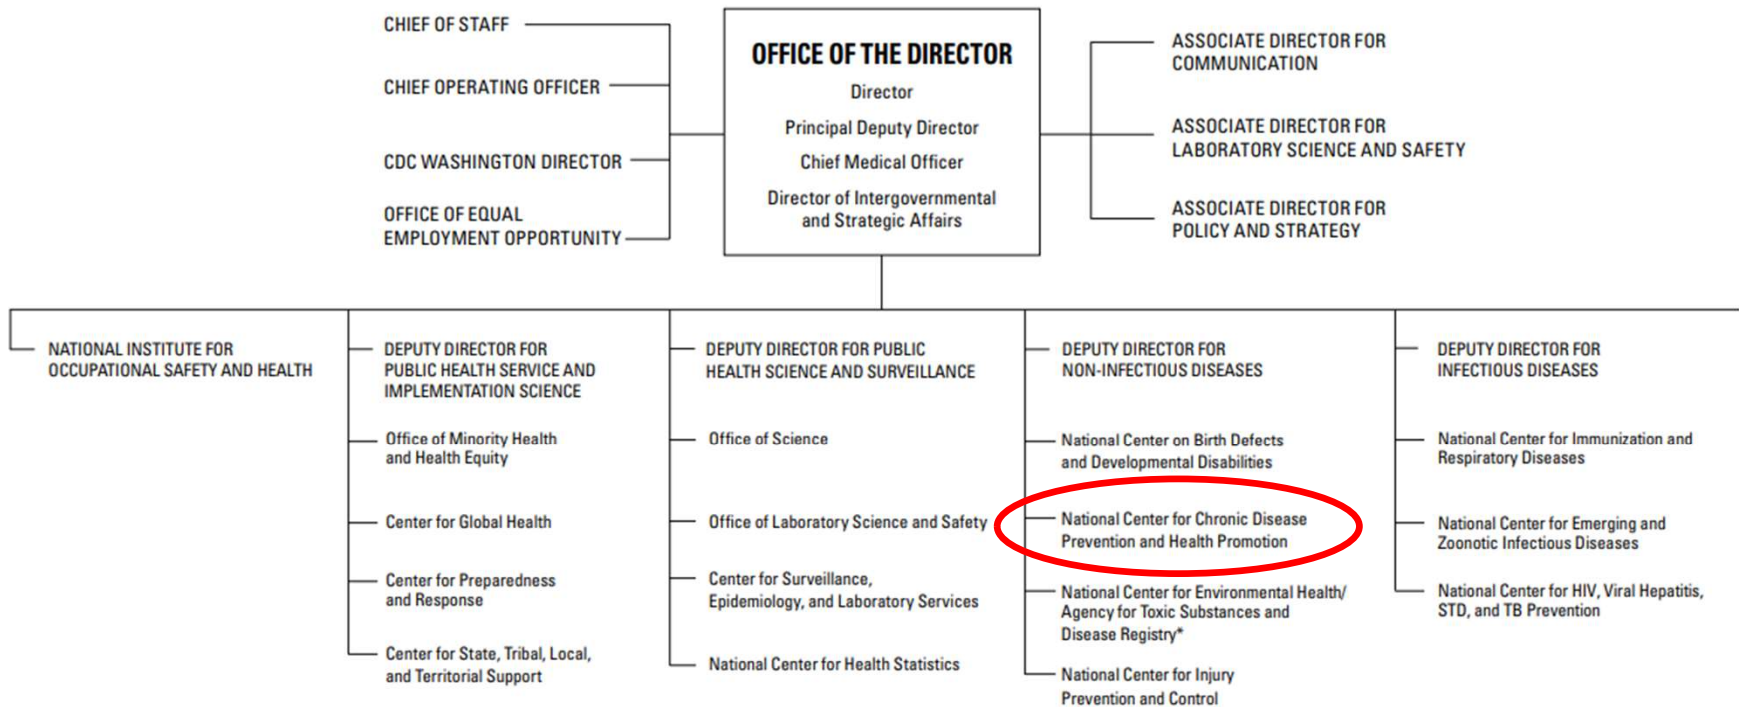 CHIEF OF STAFF
CHIEF OPERATING OFFICER
CDC WASHINGTON DIRECTOR
OFFICE OF EQUAL
EMPLOYMENT OPPORTUNITY
OFFICE OF THE DIRECTOR
Director
Principal Deputy Director
Chief Medical Officer
Director of Intergovernmental
and Strategic Affairs
ASSOCIATE DIRECTOR FOR
COMMUNICATION
ASSOCIATE DIRECTOR FOR
LABORATORY SCIENCE AND SAFETY
ASSOCIATE DIRECTOR FOR
POLICY AND STRATEGY
NATIONAL INSTITUTE FOR
OCCUPATIONAL SAFETY AND HEALTH
DEPUTY DIRECTOR FOR
PUBLIC HEALTH SERVICE AND
IMPLEMENTATION SCIENCE
Office of Minority Health
and Health Equity
Center for Global Health
Center for Preparedness
and Response
Center for State, Tribal, Local,
and Territorial Support
DEPUTY DIRECTOR FOR PUBLIC
HEALTH SCIENCE AND SURVEILLANCE
Office of Science
Office of Laboratory Science and Safety
Center for Surveillance,
Epidemiology, and Laboratory Services
National Center for Health Statistics
DEPUTY DIRECTOR FOR
NON-INFECTIOUS DISEASES
National Center on Birth Defects
and Developmental Disabilities
National Center for Chronic Disease
Prevention and Health Promotion
National Center for Environmental Health/
Agency for Toxic Substances and
Disease Registry*
National Center for Injury
Prevention and Control
DEPUTY DIRECTOR FOR
INFECTIOUS DISEASES
National Center for Immunization and
Respiratory Diseases
National Center for Emerging and
Zoonotic Infectious Diseases
National Center for HIV, Viral Hepatitis,
STD, and TB Prevention